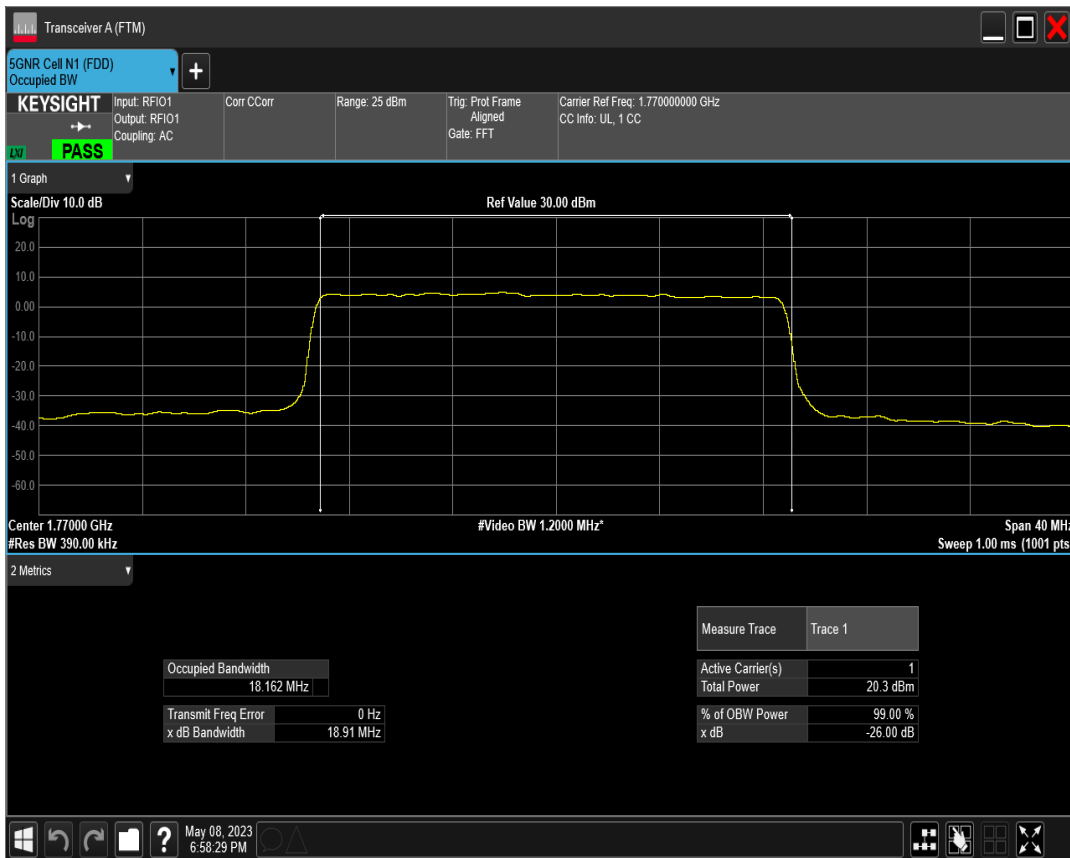 Transceiver A (FTM)
5GNR Cell N1 (FDD)
Occupied BW
+
KEYSIGHT
LXI
PASS
Input: RFIO1
Output: RFIO1
Coupling: AC
Corr CCorr
Range: 25 dBm
Trig: Prot Frame
Aligned
Gate: FFT
Carrier Ref Freq: 1.770000000 GHz
CC Info: UL, 1 CC
1 Graph
Scale/Div 10.0 dB
Ref Value 30.00 dBm
Log
20.0
10.0
0.00
-10.0
-20.0
-30.0
-40.0
-50.0
-60.0
Center 1.77000 GHz
#Video BW 1.2000 MHz*
Span 40 MHz
#Res BW 390.00 kHz
Sweep 1.00 ms (1001 pts
2 Metrics
Measure Trace Trace 1
Occupied Bandwidth
18.162 MHz
Active Carrier(s) 1
Total Power 20.3 dBm
Transmit Freq Error 0 Hz
x dB Bandwidth 18.91 MHz
% of OBW Power 99.00 %
x dB -26.00 dB
?
May 08, 2023
6:58:29 PM